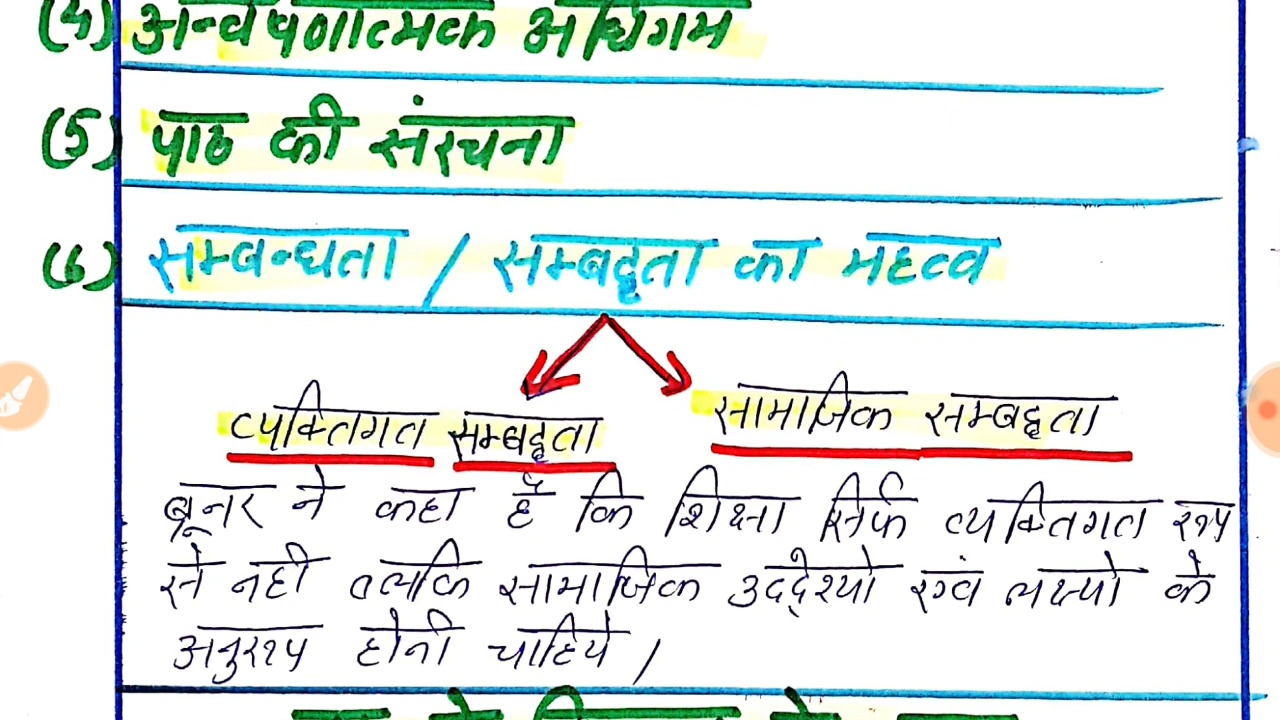 (4) अन्वेषणात्मक अधिगम
(5) पाठ की संरचना
(6) सम्बन्धता / सम्बद्धता का महत्व
व्यक्तिगत सम्बद्धता सामाजिक सम्बद्धता
ब्रूनर ने कहा है कि शिक्षा सिर्फ व्यक्तिगत रूप
से नही बल्कि सामाजिक उद्देश्यो एवं लक्ष्यो के
अनुरूप होनी चाहिये ।